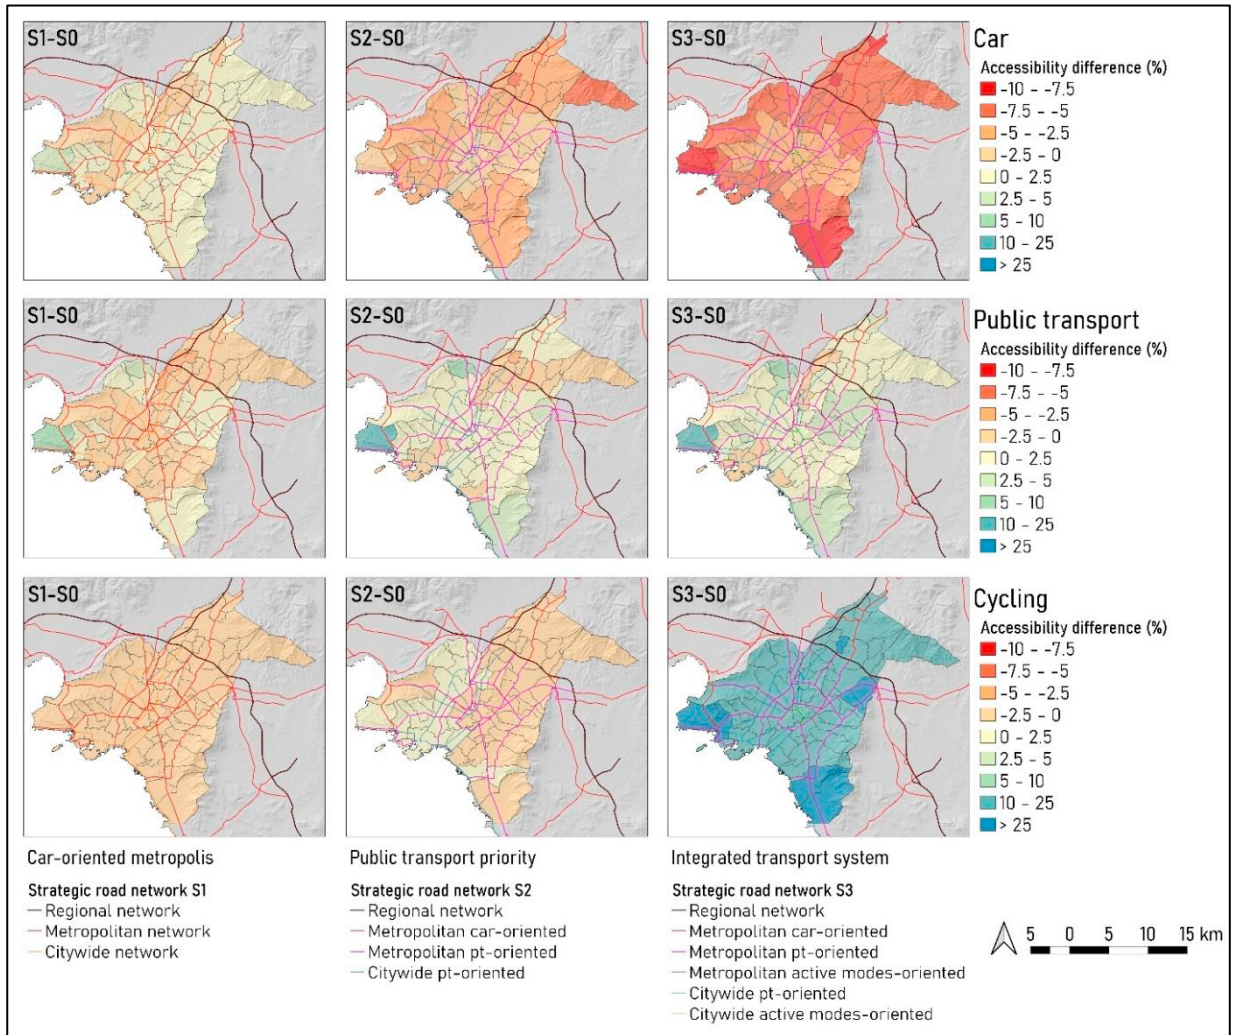 S1-S0
S2-S0
S3-S0
Car
Accessibility difference (%)
-10 - -7.5
-7.5 - -5
-5 - -2.5
-2.5 - 0
0 - 2.5
2.5 - 5
5 - 10
10 - 25
> 25
S1-S0
S2-S0
S3-S0
Public transport
Accessibility difference (%)
-10 - -7.5
-7.5 - -5
-5 - -2.5
-2.5 - 0
0 - 2.5
2.5 - 5
5 - 10
10 - 25
> 25
S1-S0
S2-S0
S3-S0
Cycling
Accessibility difference (%)
-10 - -7.5
-7.5 - -5
-5 - -2.5
-2.5 - 0
0 - 2.5
2.5 - 5
5 - 10
10 - 25
> 25
Car-oriented metropolis
Strategic road network S1
Regional network
Metropolitan network
Citywide network
Public transport priority
Strategic road network S2
Regional network
Metropolitan car-oriented
Metropolitan pt-oriented
Citywide pt-oriented
Integrated transport system
Strategic road network S3
Regional network
Metropolitan car-oriented
Metropolitan pt-oriented
Metropolitan active modes-oriented
Citywide pt-oriented
Citywide active modes-oriented
5 0 5 10 15 km